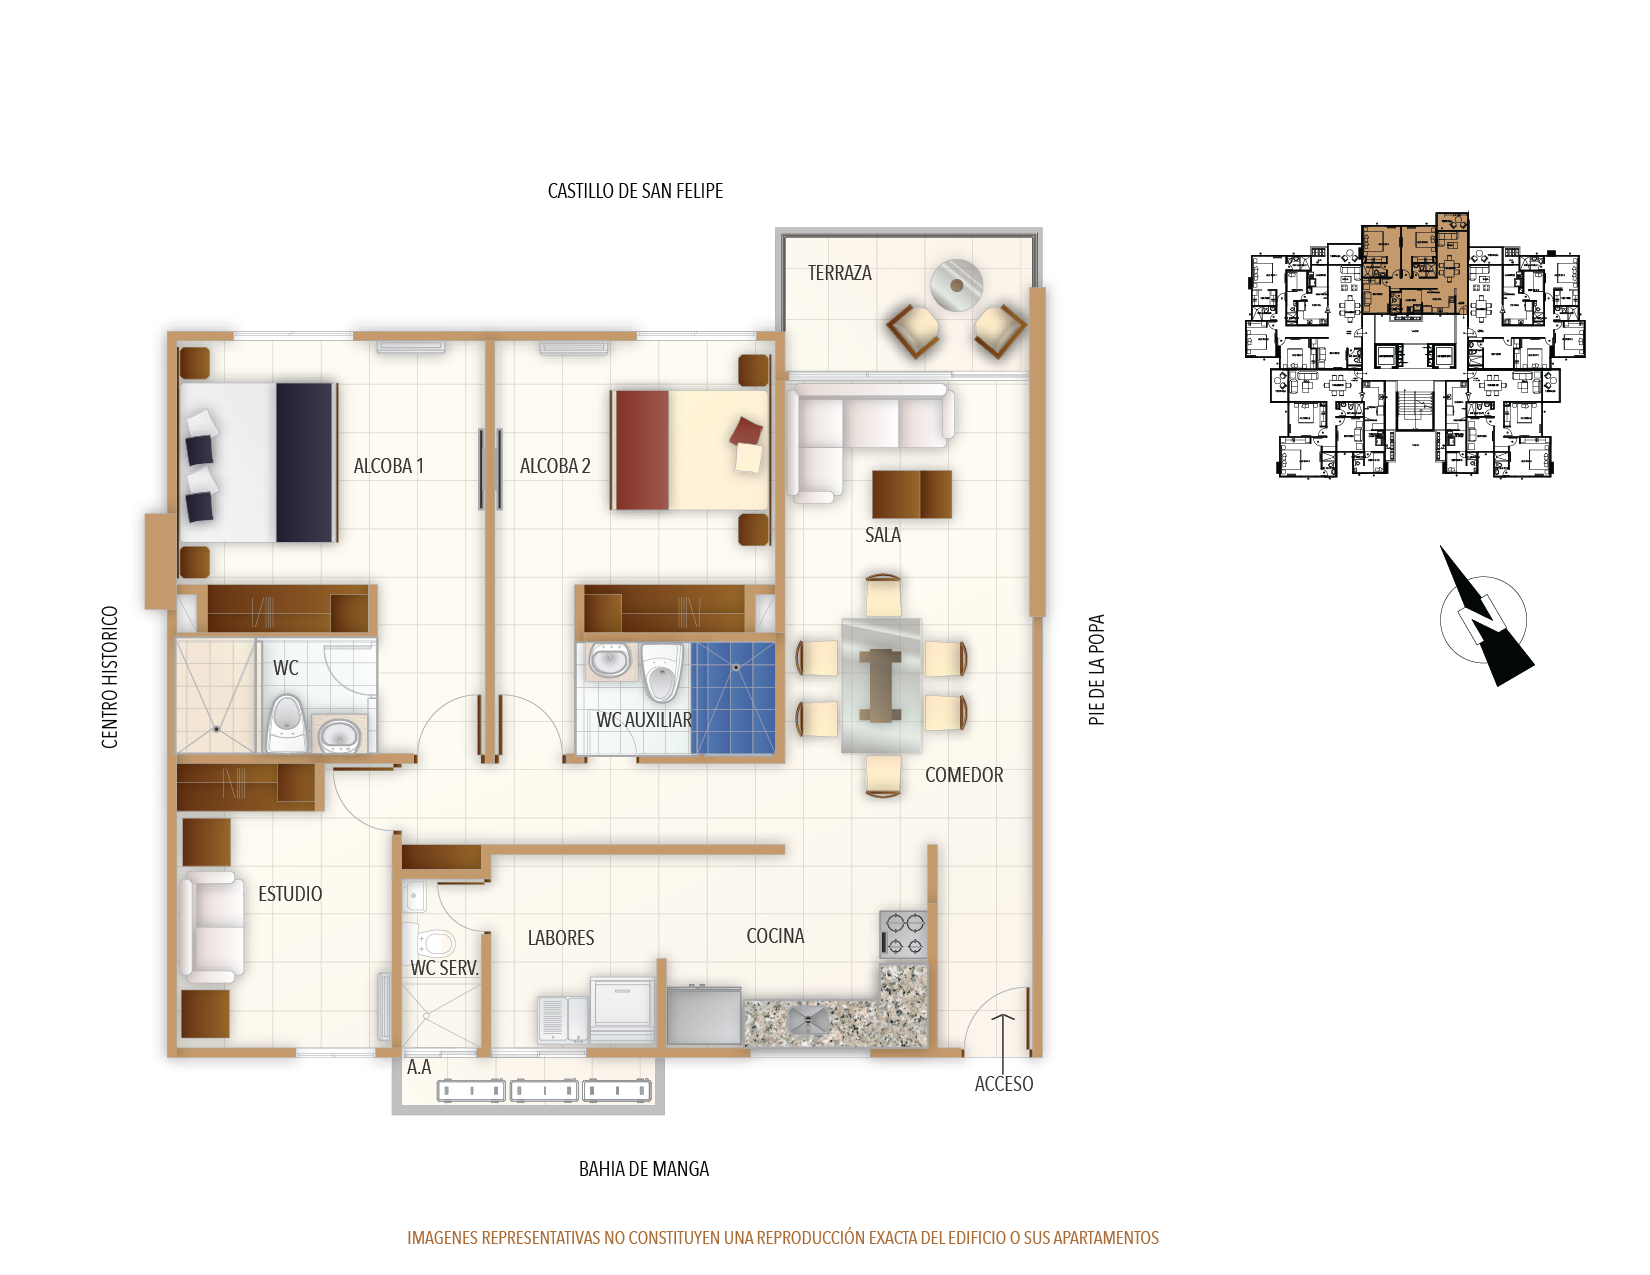 CASTILLO DE SAN FELIPE
TERRAZA
ALCOBA 1
ALCOBA 2
SALA
CENTRO HISTORICO
PIE DE LA POPA
WC
WC AUXILIAR
COMEDOR
ESTUDIO
LABORES
COCINA
WC SERV.
A.A
ACCESO
BAHIA DE MANGA
IMAGENES REPRESENTATIVAS NO CONSTITUYEN UNA REPRODUCCIÓN EXACTA DEL EDIFICIO O SUS APARTAMENTOS